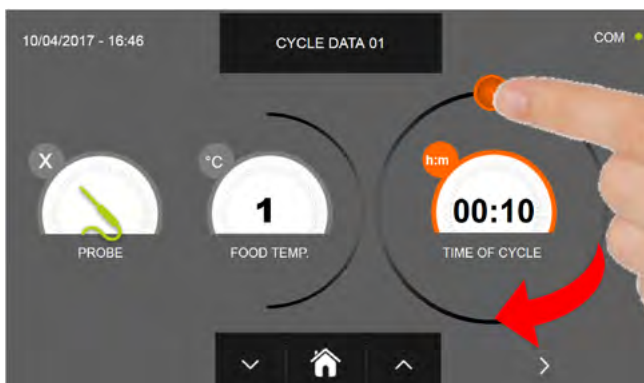 10/04/2017 - 16:46
CYCLE DATA 01
COM
X
°C
h:m
1
00:10
PROBE
FOOD TEMP.
TIME OF CYCLE